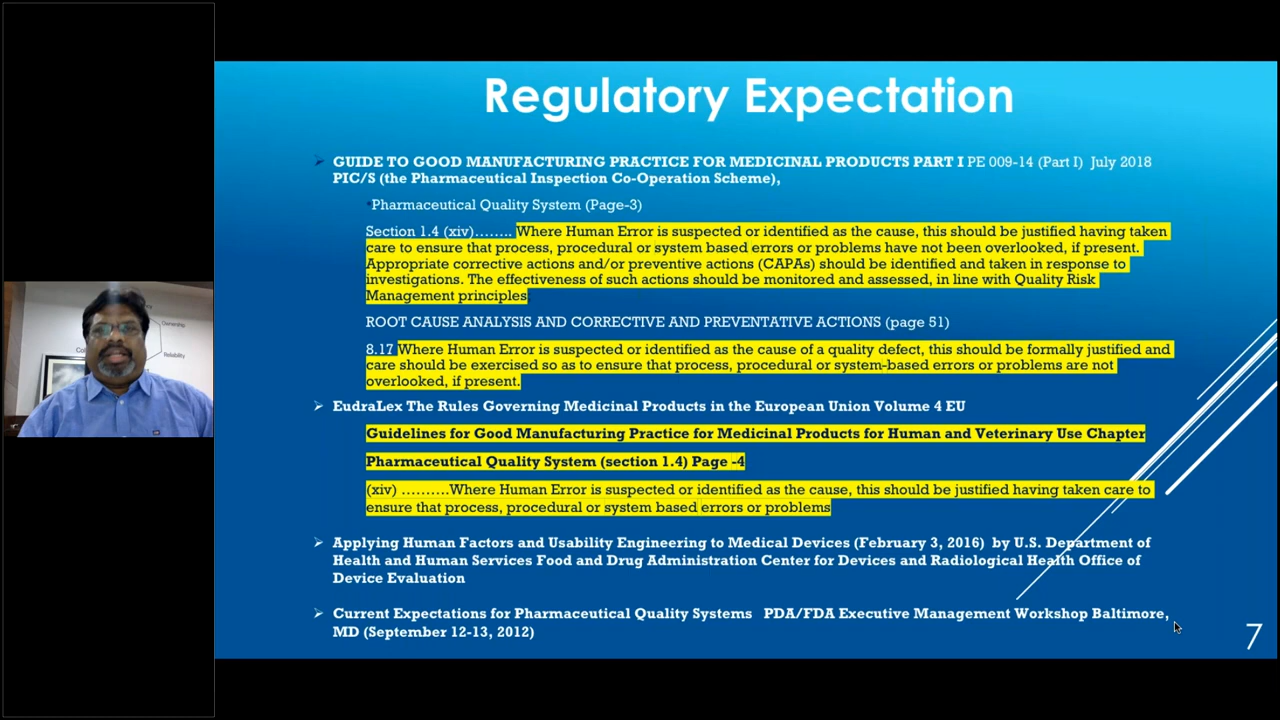 Regulatory Expectation
GUIDE TO GOOD MANUFACTURING PRACTICE FOR MEDICINAL PRODUCTS PART I PE 009-14 (Part I) July 2018
PIC/S (the Pharmaceutical Inspection Co-Operation Scheme),
Pharmaceutical Quality System (Page-3)
Section 1.4 (xiv)…….. Where Human Error is suspected or identified as the cause, this should be justified having taken
care to ensure that process, procedural or system based errors or problems have not been overlooked, if present.
Appropriate corrective actions and/or preventive actions (CAPAs) should be identified and taken in response to
investigations. The effectiveness of such actions should be monitored and assessed, in line with Quality Risk
Management principles
ROOT CAUSE ANALYSIS AND CORRECTIVE AND PREVENTATIVE ACTIONS (page 51)
8.17 Where Human Error is suspected or identified as the cause of a quality defect, this should be formally justified and
care should be exercised so as to ensure that process, procedural or system-based errors or problems are not
overlooked, if present.
EudraLex The Rules Governing Medicinal Products in the European Union Volume 4 EU
Guidelines for Good Manufacturing Practice for Medicinal Products for Human and Veterinary Use Chapter
Pharmaceutical Quality System (section 1.4) Page -4
(xiv) ……….Where Human Error is suspected or identified as the cause, this should be justified having taken care to
ensure that process, procedural or system based errors or problems
Applying Human Factors and Usability Engineering to Medical Devices (February 3, 2016) by U.S. Department of
Health and Human Services Food and Drug Administration Center for Devices and Radiological Health Office of
Device Evaluation
Current Expectations for Pharmaceutical Quality Systems PDA/FDA Executive Management Workshop Baltimore,
MD (September 12-13, 2012)
7
Ownership
Reliability